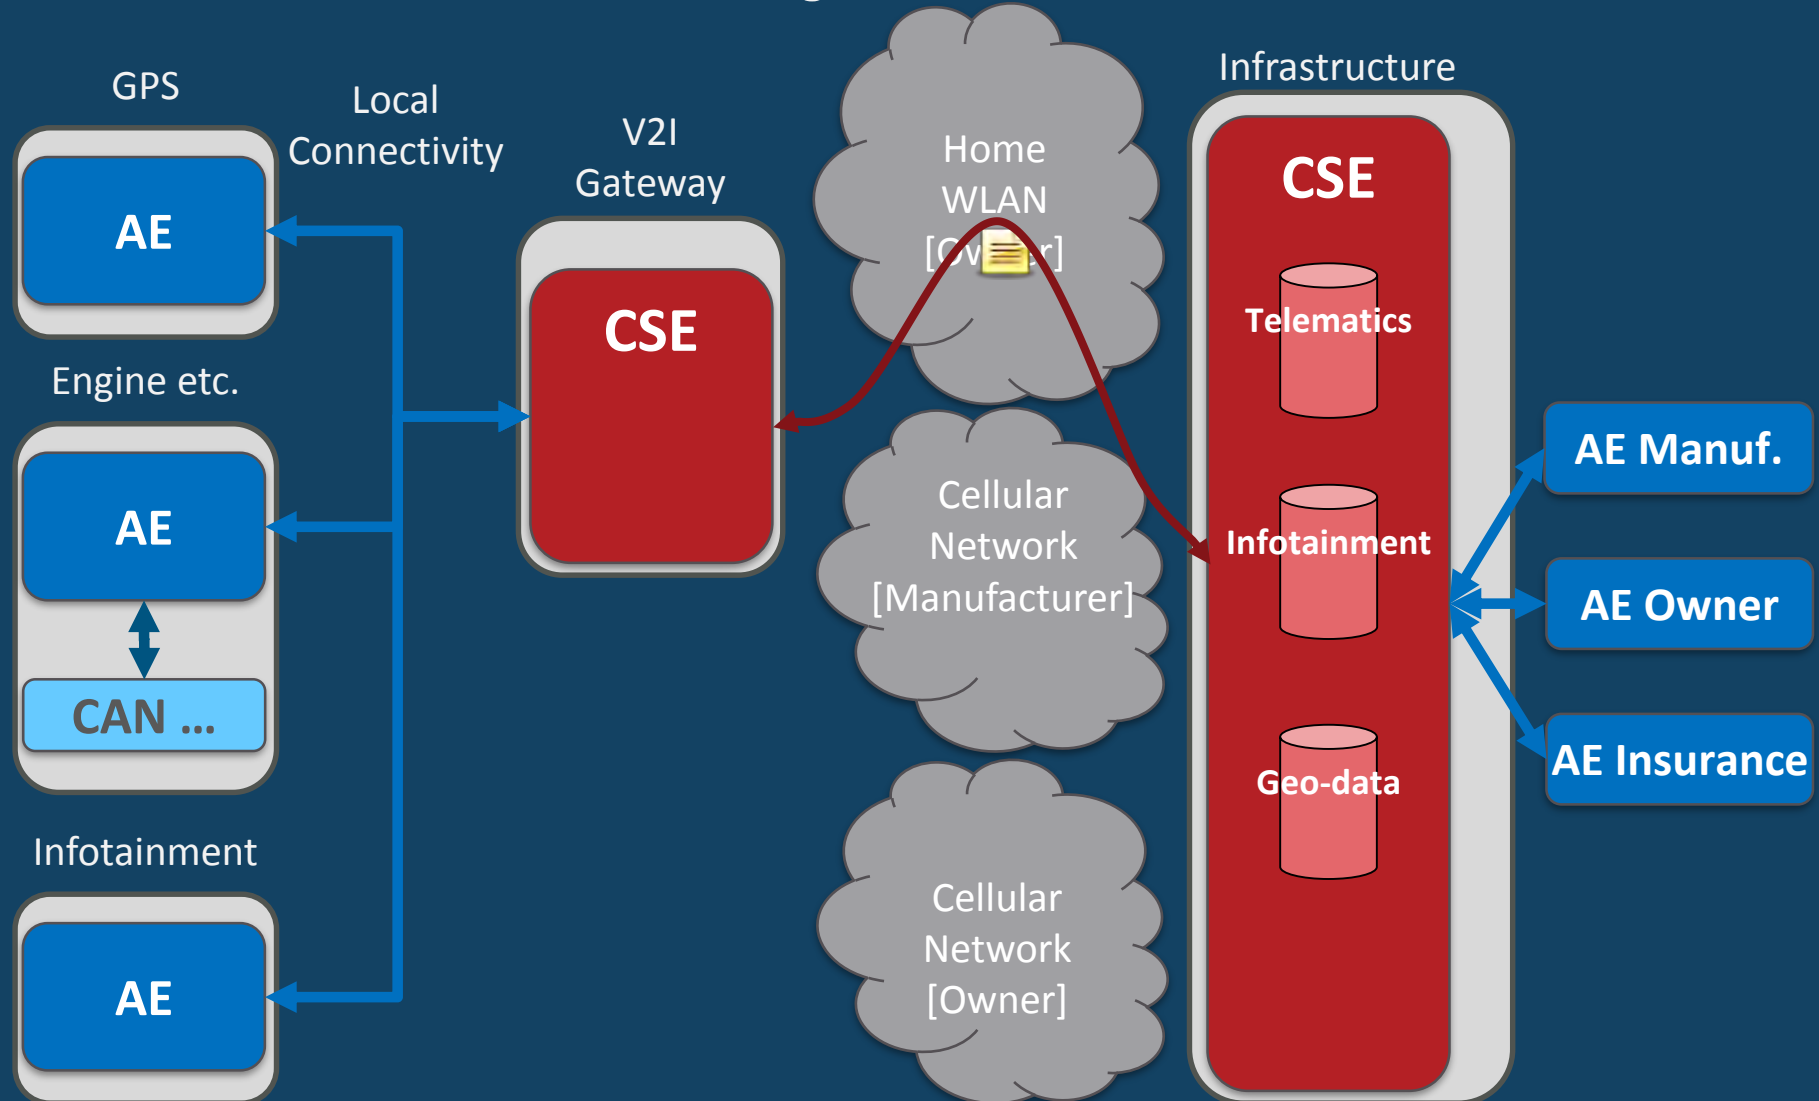 GPS
AE
Engine etc.
AE
CAN ...
Infotainment
AE
Local
Connectivity
V2I
Gateway
CSE
Home
WLAN
Cellular
Network
[Manufacturer]
Cellular
Network
[Owner]
Infrastructure
CSE
Telematics
Infotainment
Geo-data
AE Manuf.
AE Owner
AE Insurance